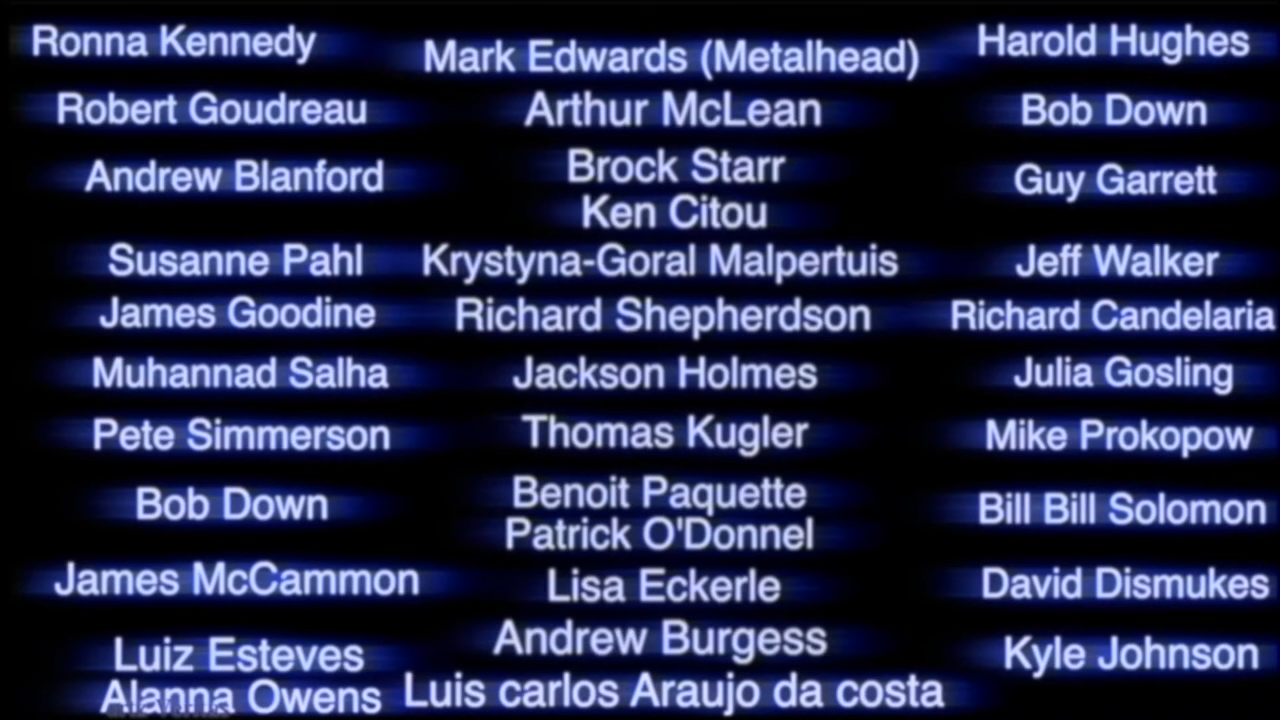 Ronna Kennedy
Robert Goudreau
Andrew Blanford
Susanne Pahl
James Goodine
Muhannad Salha
Pete Simmerson
Bob Down
James McCammon
Luiz Esteves
Alanna Owens
Mark Edwards (Metalhead)
Arthur McLean
Brock Starr
Ken Citou
Krystyna-Goral Malpertuis
Richard Shepherdson
Jackson Holmes
Thomas Kugler
Benoit Paquette
Patrick O'Donnel
Lisa Eckerle
Andrew Burgess
Luis carlos Araujo da costa
Harold Hughes
Bob Down
Guy Garrett
Jeff Walker
Richard Candelaria
Julia Gosling
Mike Prokopow
Bill Bill Solomon
David Dismukes
Kyle Johnson